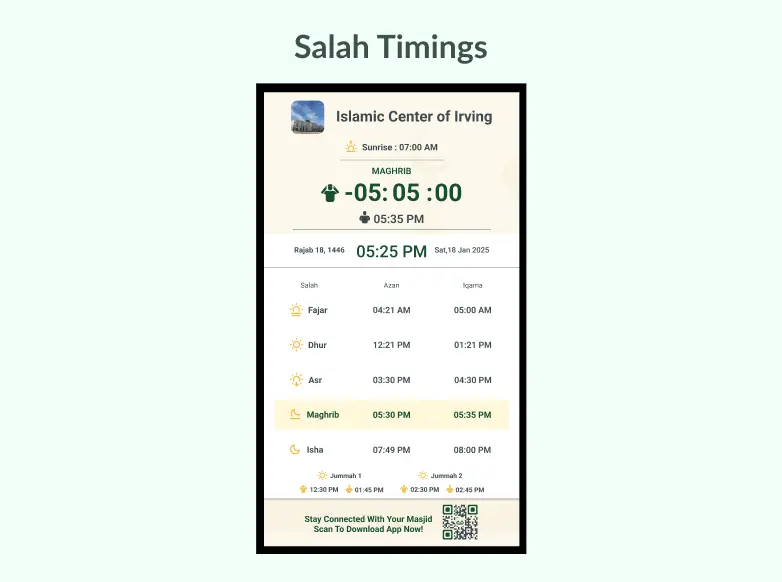 Salah Timings
Islamic Center of Irving
Sunrise : 07:00 AM
MAGHRIB
-05: 05 :00
05:35 PM
Rajab 18, 1446 05:25 PM Sat,18 Jan 2025
Salah Azan Iqama
Fajar 04:21 AM 05:00 AM
Dhur 12:21 PM 01:21 PM
Asr 03:30 PM 04:30 PM
Maghrib 05:30 PM 05:35 PM
Isha 07:49 PM 08:00 PM
Jummah 1 Jummah 2
12:30 PM 01:45 PM 02:30 PM 02:45 PM
Stay Connected With Your Masjid
Scan To Download App Now!